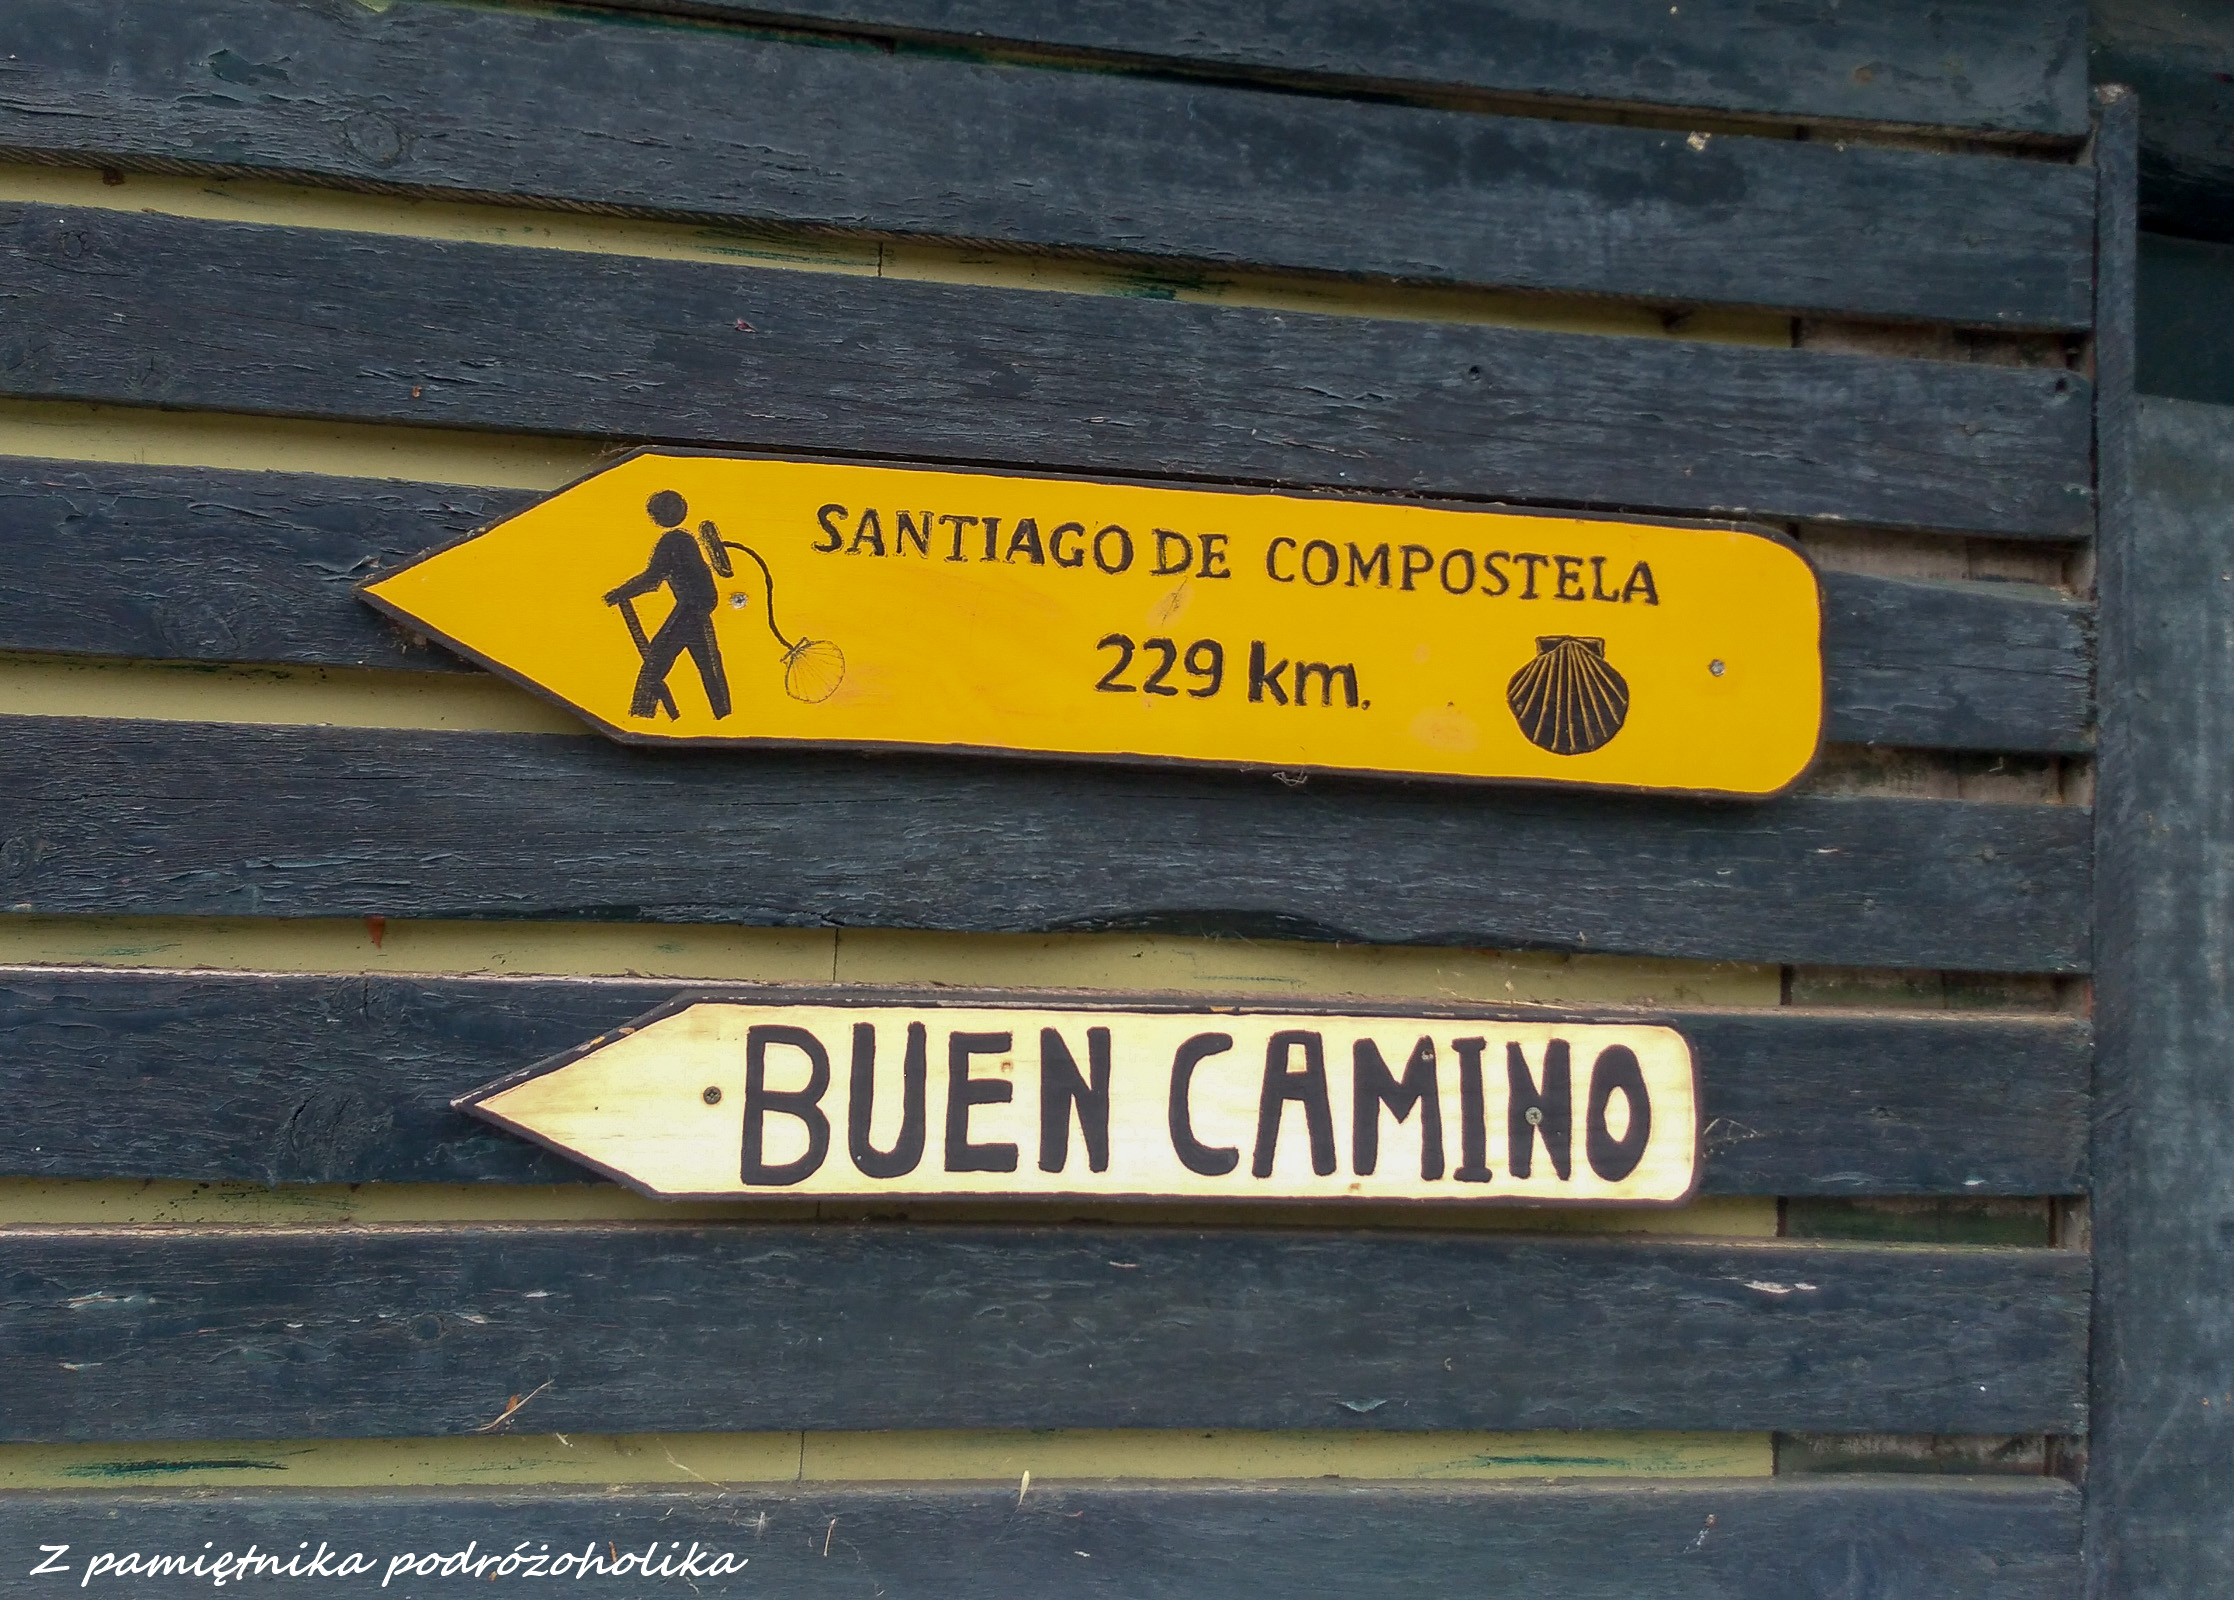 SANTIAGO DE COMPOSTELA
229 km.
BUEN CAMINO
Z pamiętnika podróżoholika